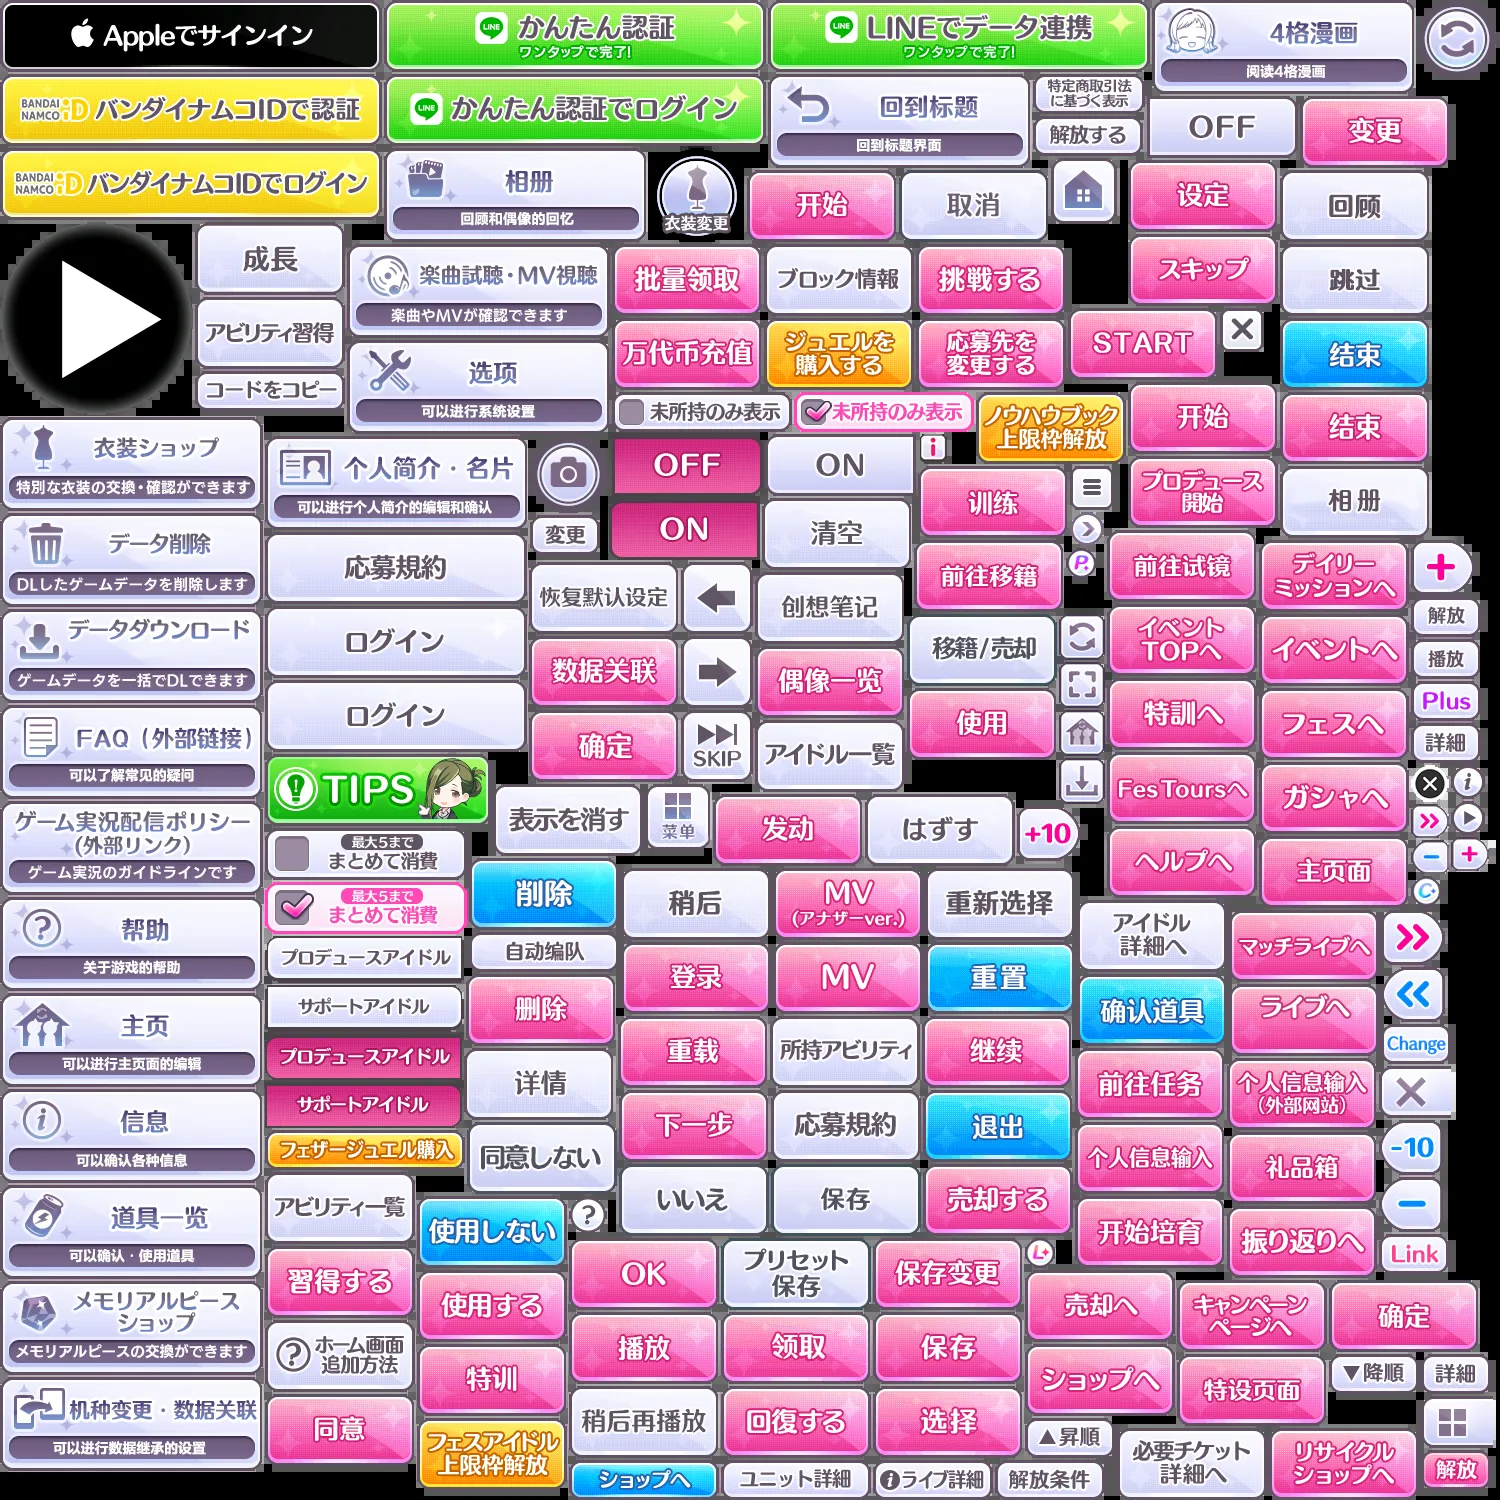 Appleでサインイン
LINE かんたん認証
ワンタップで完了!
LINE LINEでデータ連携
ワンタップで完了!
4格漫画
阅读4格漫画
BANDAI NAMCO iD バンダイナムコIDで認証
LINE かんたん認証でログイン
回到标题
回到标题界面
特定商取引法
に基づく表示
解放する
OFF
変更
BANDAI NAMCO iD バンダイナムコIDでログイン
相册
回顾和偶像的回忆
衣装変更
开始
取消
设定
回顾
成長
アビリティ習得
コードをコピー
楽曲試聴・MV視聴
楽曲やMVが確認できます
选项
可以进行系统设置
批量领取
ブロック情報
挑戦する
スキップ
跳过
万代币充值
ジュエルを
購入する
応募先を
変更する
START
结束
未所持のみ表示
未所持のみ表示
ノウハウブック
上限枠解放
开始
结束
衣装ショップ
特別な衣装の交換・確認ができます
个人简介・名片
可以进行个人简介的编辑和确认
変更
OFF
ON
ON
清空
训练
プロデュース
開始
相册
データ削除
DLしたゲームデータを削除します
応募規約
恢复默认设定
创想笔记
前往移籍
P
前往试镜
デイリー
ミッションへ
+
解放
データダウンロード
ゲームデータを一括でDLできます
ログイン
数据关联
偶像一览
移籍/売却
イベント
TOPへ
イベントへ
播放
FAQ（外部链接）
可以了解常见的疑问
ログイン
确定
SKIP
アイドル一覧
使用
特訓へ
フェスへ
Plus
詳細
TIPS
表示を消す
菜单
发动
はずす
+10
FesToursへ
ガシャへ
ゲーム実況配信ポリシー
(外部リンク)
ゲーム実況のガイドラインです
最大5まで
まとめて消費
最大5まで
まとめて消費
削除
稍后
MV
(アナザーver.)
重新选择
ヘルプへ
主页面
帮助
关于游戏的帮助
プロデュースアイドル
自动编队
登录
MV
重置
アイドル
詳細へ
マッチライブへ
主页
可以进行主页面的编辑
サポートアイドル
删除
重载
所持アビリティ
继续
确认道具
ライブへ
Change
プロデュースアイドル
サポートアイドル
详情
前往任务
个人信息输入
(外部网站)
信息
可以确认各种信息
フェザージュエル購入
同意しない
下一步
応募規約
退出
个人信息输入
礼品箱
-10
道具一览
可以确认・使用道具
アビリティ一覧
使用しない
?
いいえ
保存
売却する
开始培育
振り返りへ
Link
メモリアルピース
ショップ
メモリアルピースの交換ができます
習得する
使用する
OK
プリセット
保存
保存变更
L
売却へ
キャンペーン
ページへ
确定
ホーム画面
追加方法
特训
播放
领取
保存
ショップへ
特设页面
▼降順
詳細
机种变更・数据关联
可以进行数据继承的设置
同意
フェスアイドル
上限枠解放
稍后再播放
回復する
选择
▲昇順
必要チケット
詳細へ
リサイクル
ショップへ
解放
ショップへ
ユニット詳細
ライブ詳細
解放条件